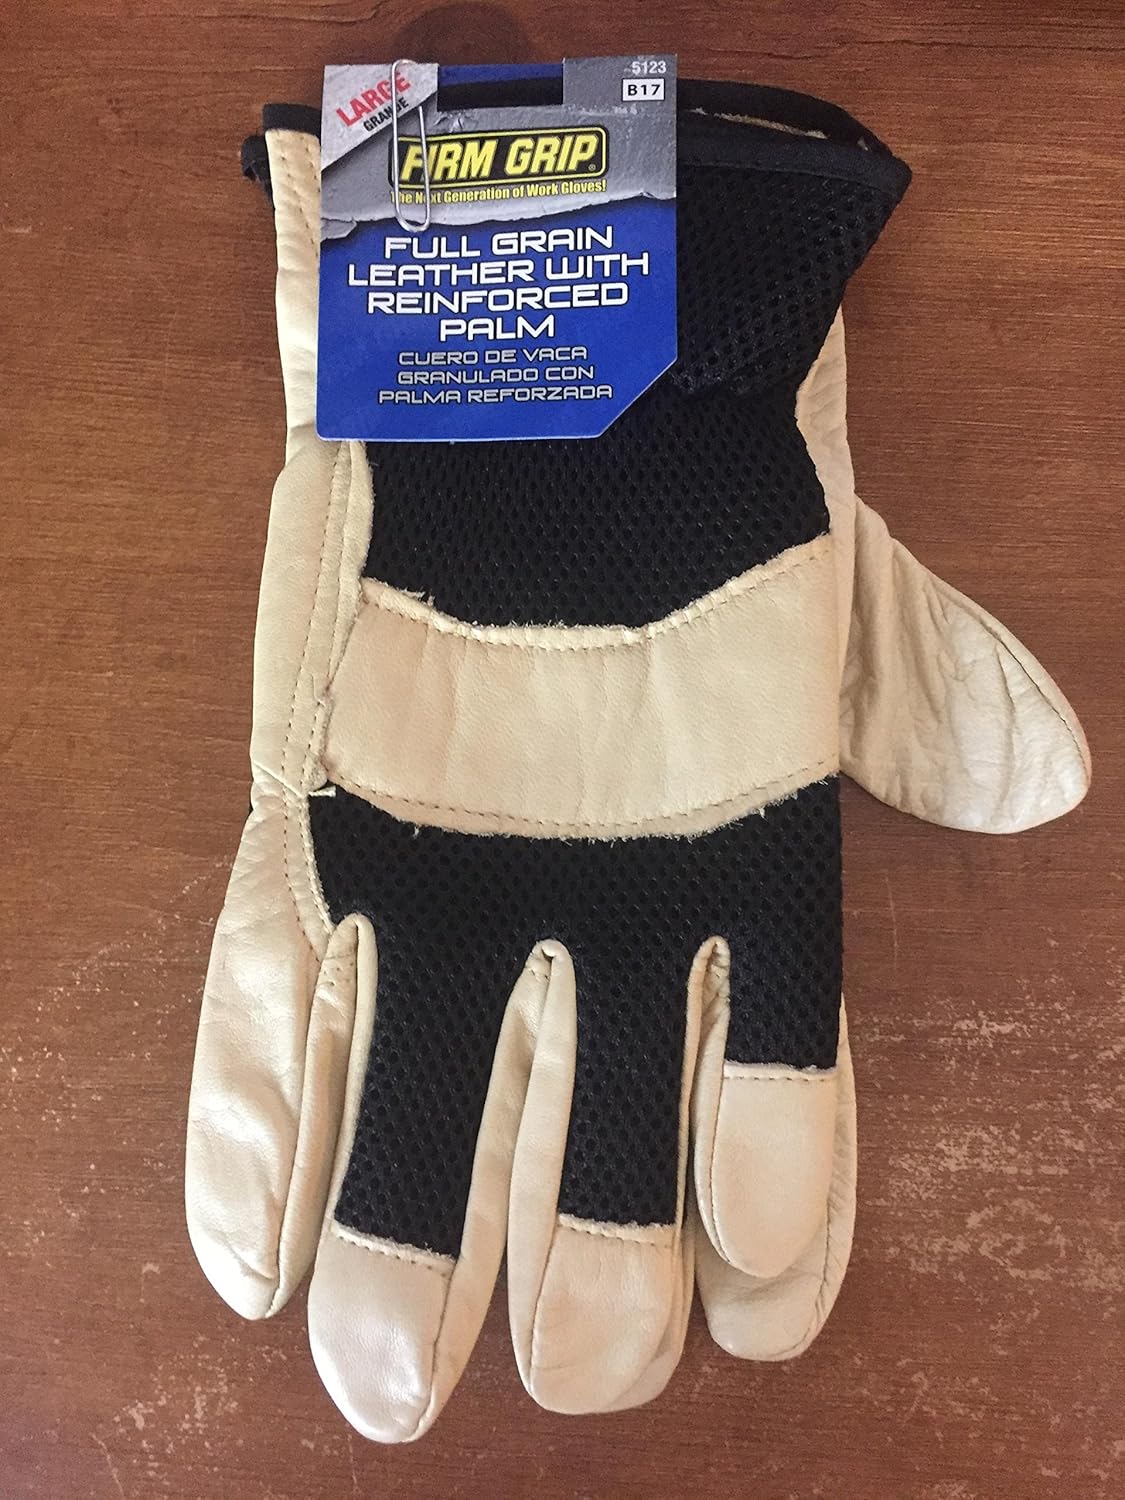 LARGE
GRANDE
5123
B17
FIRM GRIP®
The Next Generation of Work Gloves!
FULL GRAIN
LEATHER WITH
REINFORCED
PALM
CUERO DE VACA
GRANULADO CON
PALMA REFORZADA